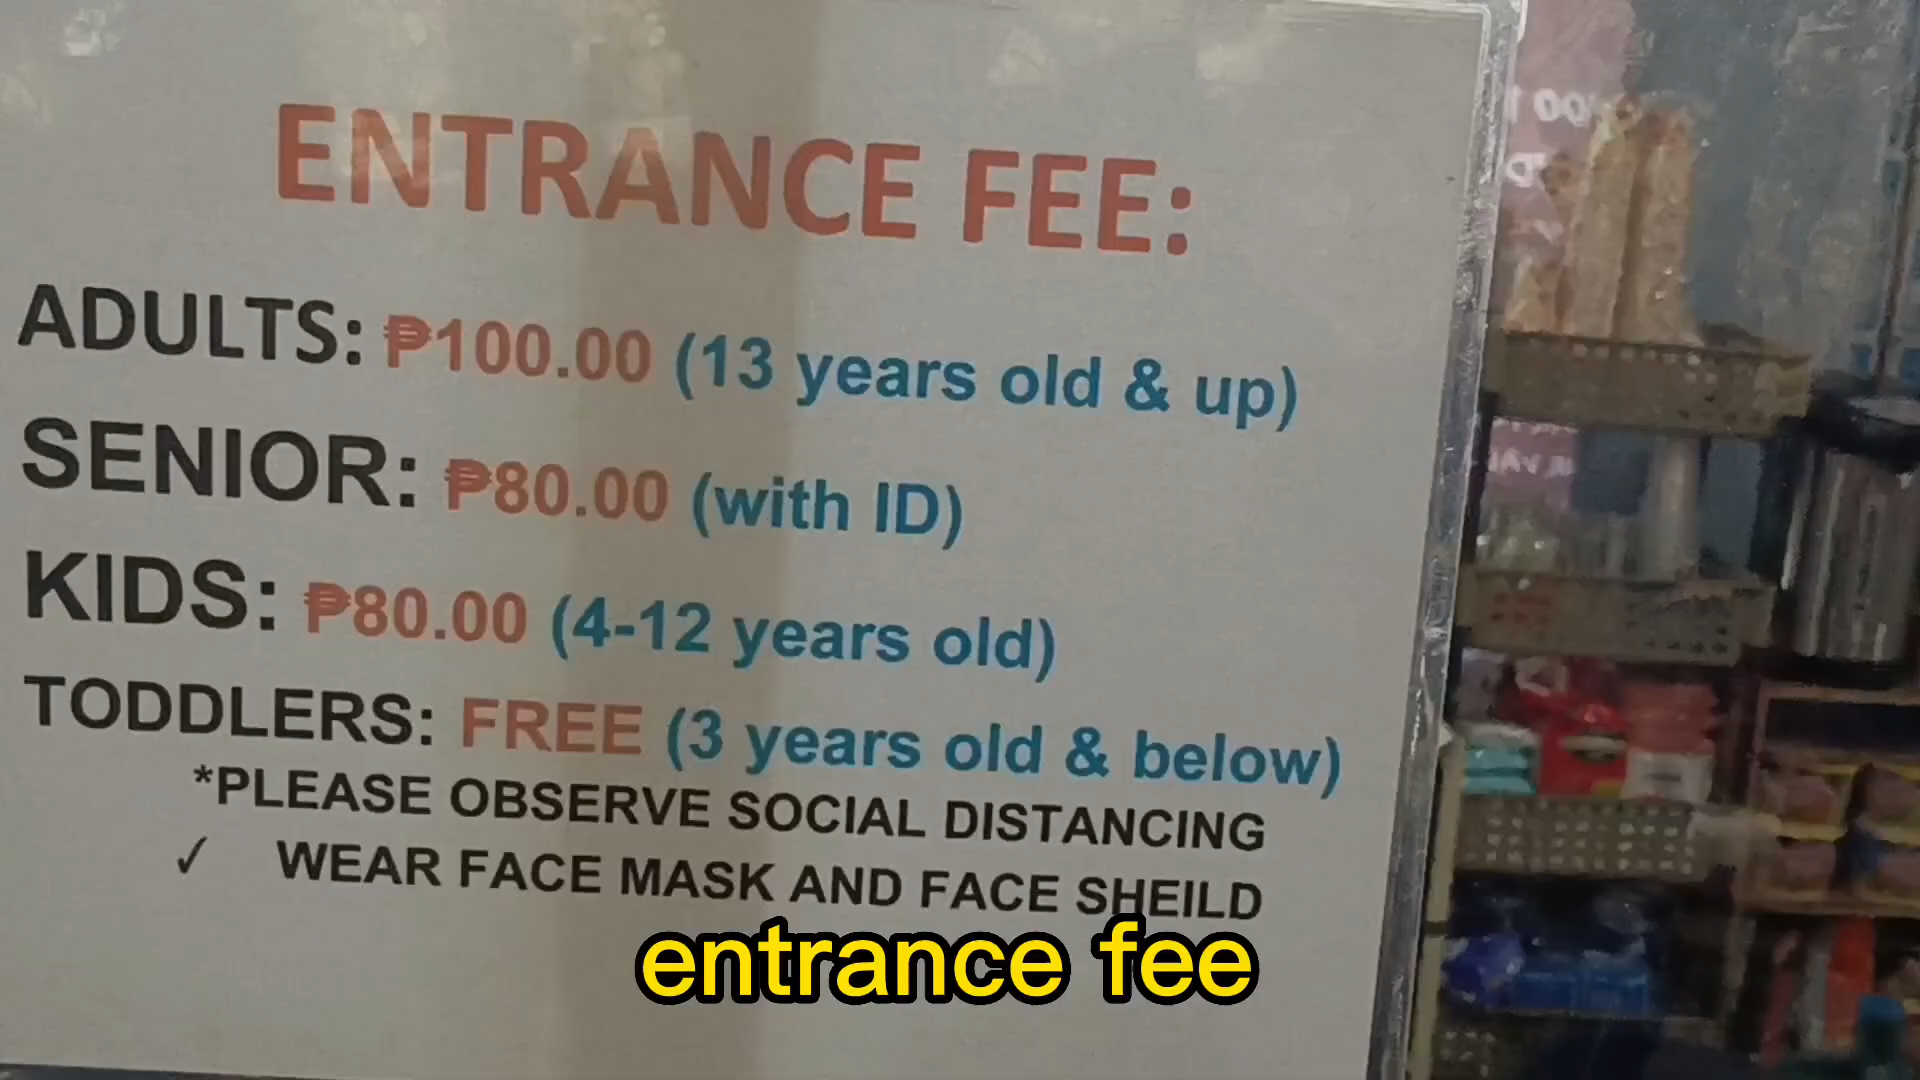 ENTRANCE FEE:
ADULTS: ₱100.00 (13 years old & up)
SENIOR: ₱80.00 (with ID)
KIDS: ₱80.00 (4-12 years old)
TODDLERS: FREE (3 years old & below)
*PLEASE OBSERVE SOCIAL DISTANCING
✓ WEAR FACE MASK AND FACE SHEILD
entrance fee